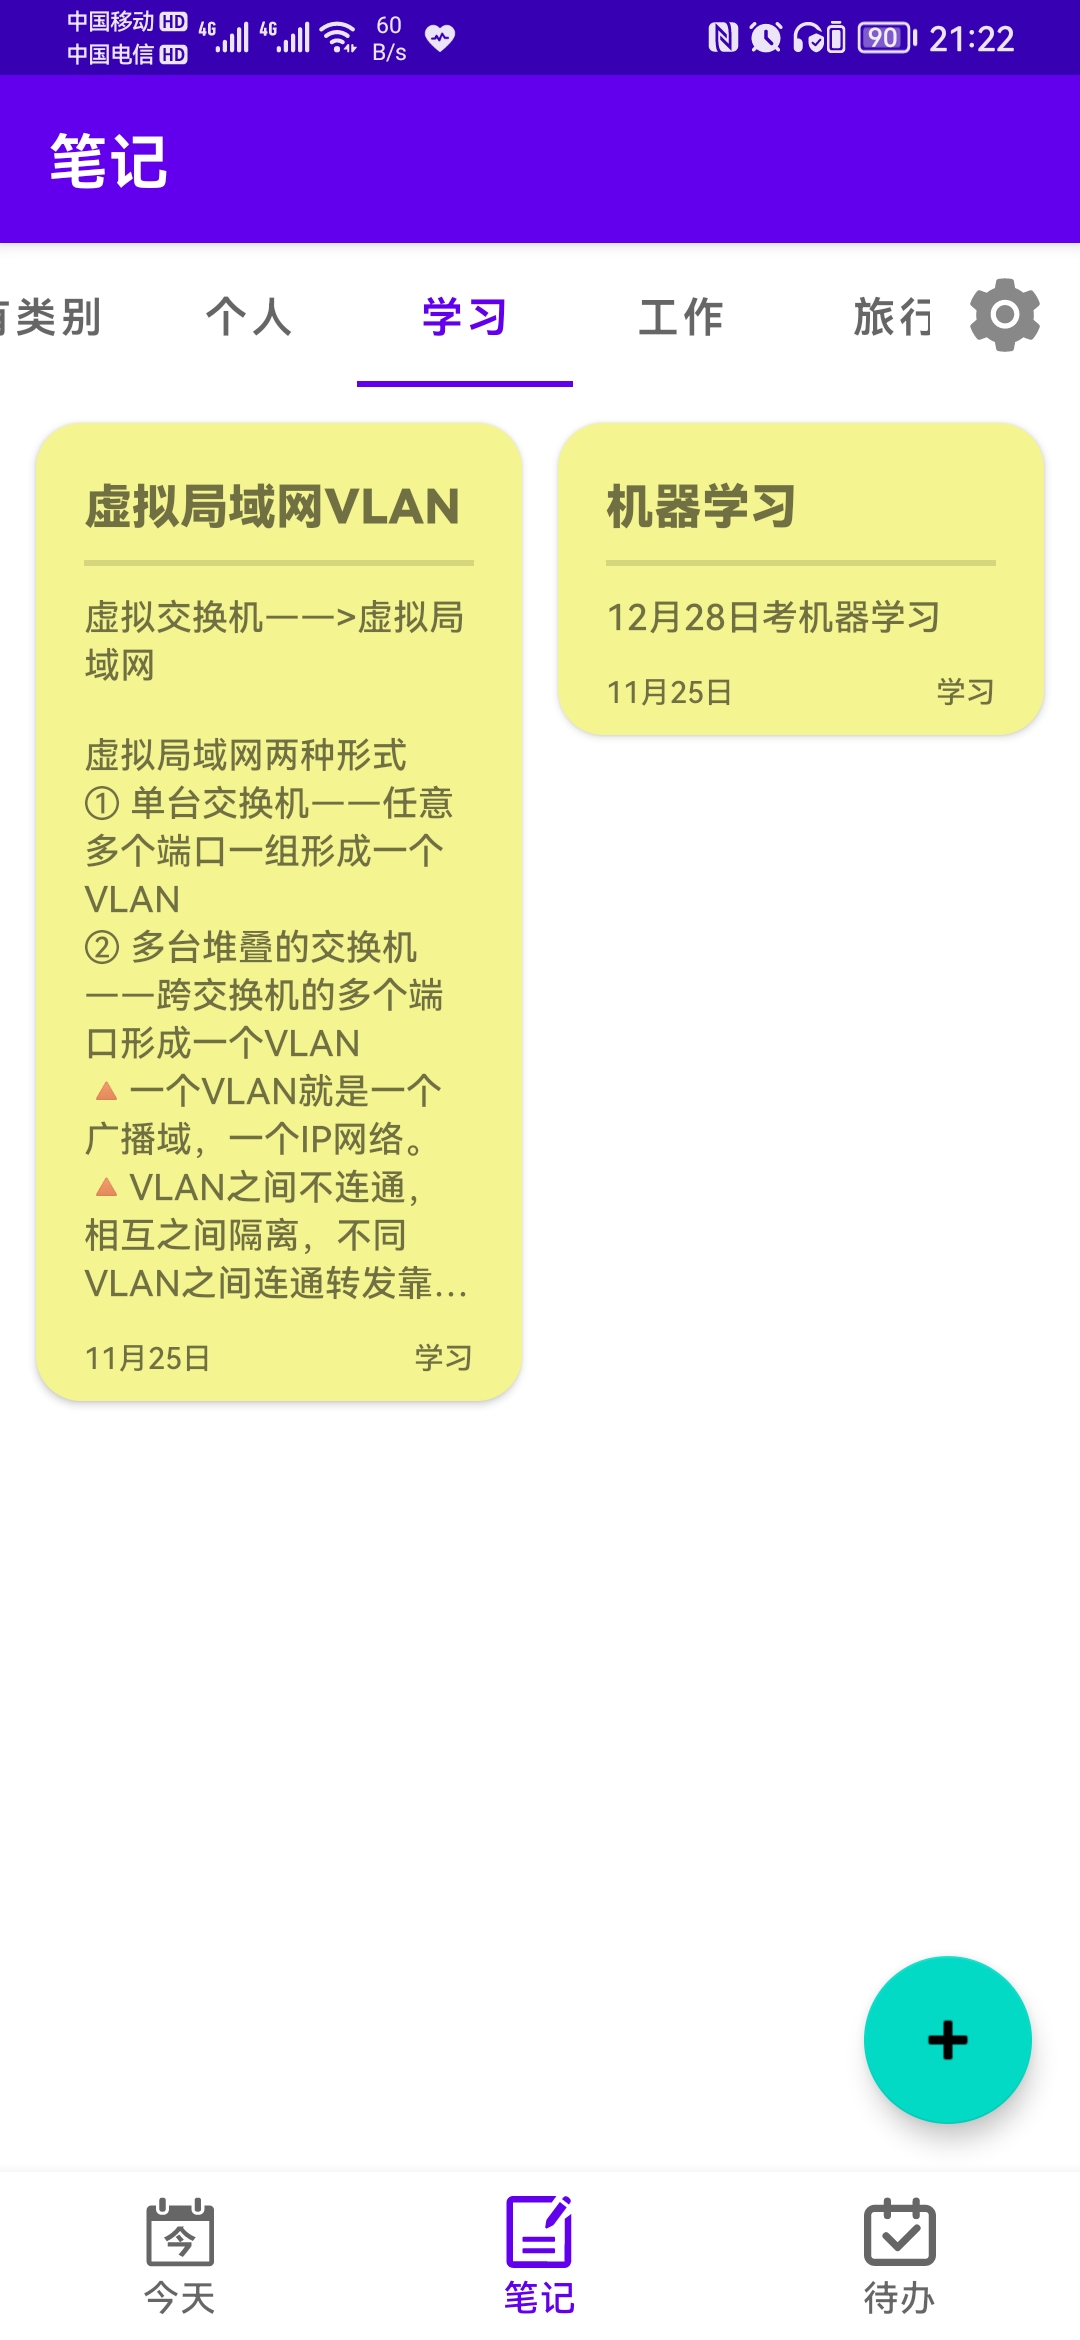 中国移动 HD 4G 4G 60 B/s 90 21:22
中国电信 HD
笔记
类别 个人 学习 工作 旅行
虚拟局域网VLAN
虚拟交换机一一>虚拟局
域网
虚拟局域网两种形式
① 单台交换机一一任意
多个端口一组形成一个
VLAN
② 多台堆叠的交换机
一一跨交换机的多个端
口形成一个VLAN
🔺一个VLAN就是一个
广播域，一个IP网络。
🔺VLAN之间不连通，
相互之间隔离，不同
VLAN之间连通转发靠...
11月25日 学习
机器学习
12月28日考机器学习
11月25日 学习
今
今天 笔记 待办